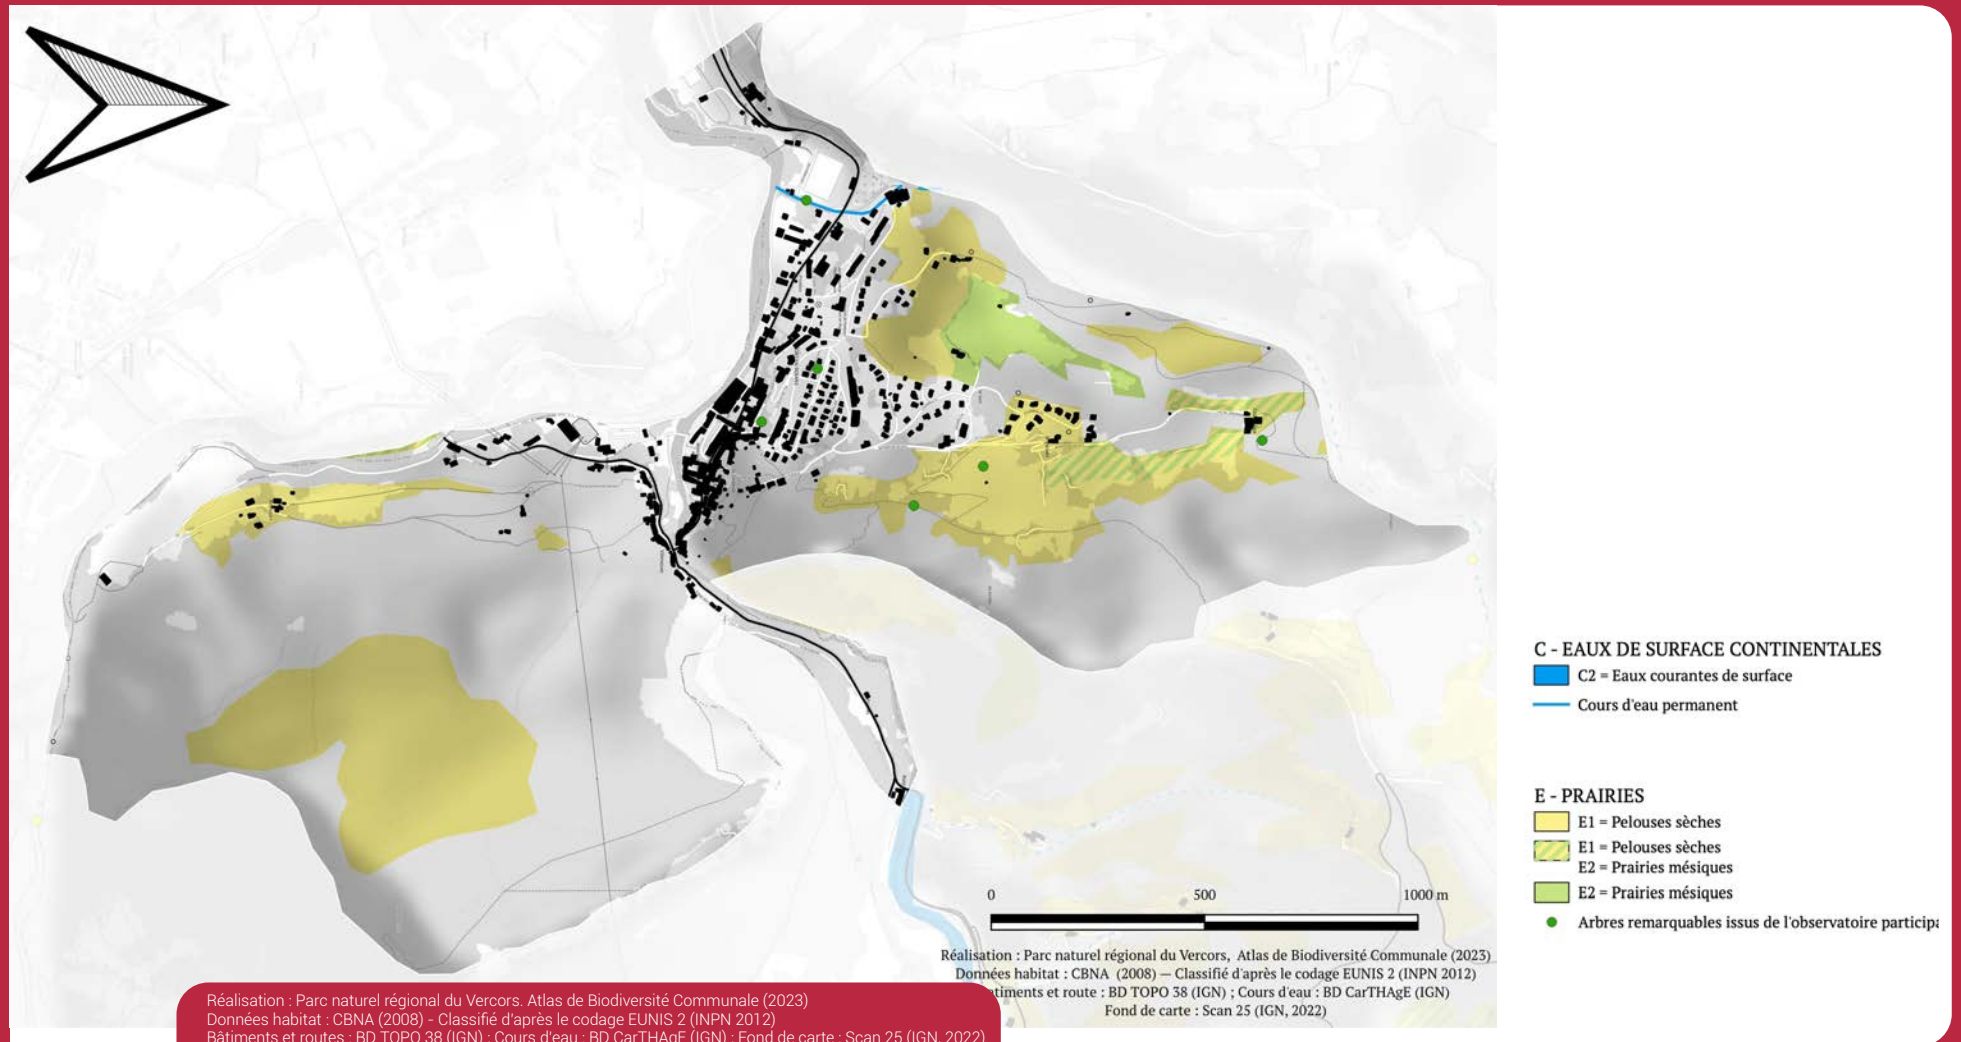 C - EAUX DE SURFACE CONTINENTALES
C2 = Eaux courantes de surface
Cours d'eau permanent
E - PRAIRIES
E1 = Pelouses sèches
E1 = Pelouses sèches
E2 = Prairies mésiques
E2 = Prairies mésiques
Arbres remarquables issus de l'observatoire participa
0 500 1000 m
Réalisation : Parc naturel régional du Vercors, Atlas de Biodiversité Communale (2023)
Données habitat : CBNA (2008) — Classifié d'après le codage EUNIS 2 (INPN 2012)
timents et route : BD TOPO 38 (IGN) ; Cours d'eau : BD CarTHAgE (IGN)
Fond de carte : Scan 25 (IGN, 2022)
Réalisation : Parc naturel régional du Vercors. Atlas de Biodiversité Communale (2023)
Données habitat : CBNA (2008) - Classifié d'après le codage EUNIS 2 (INPN 2012)
Bâtiments et routes : BD TOPO 38 (IGN) ; Cours d'eau : BD CarTHAgE (IGN) ; Fond de carte : Scan 25 (IGN, 2022)